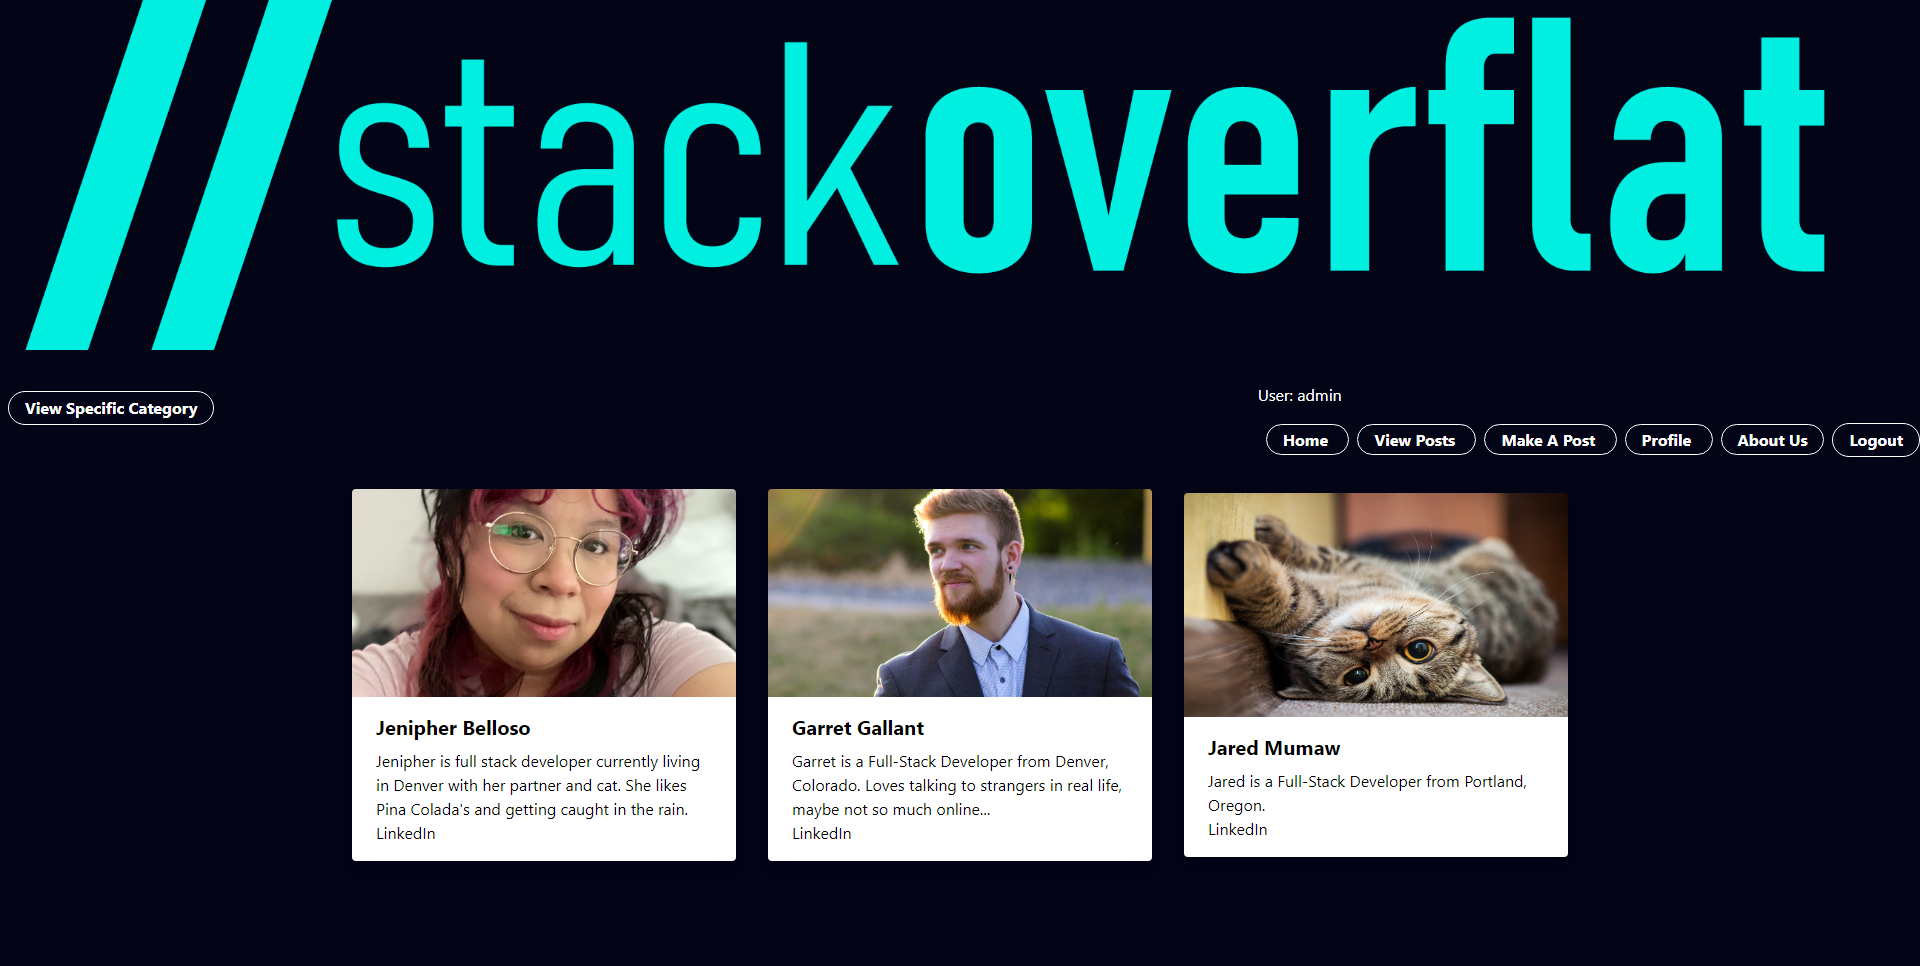 //stackoverflat
View Specific Category
User: admin
Home View Posts Make A Post Profile About Us Logout
Jenipher Belloso
Jenipher is full stack developer currently living
in Denver with her partner and cat. She likes
Pina Colada's and getting caught in the rain.
LinkedIn
Garret Gallant
Garret is a Full-Stack Developer from Denver,
Colorado. Loves talking to strangers in real life,
maybe not so much online...
LinkedIn
Jared Mumaw
Jared is a Full-Stack Developer from Portland,
Oregon.
LinkedIn